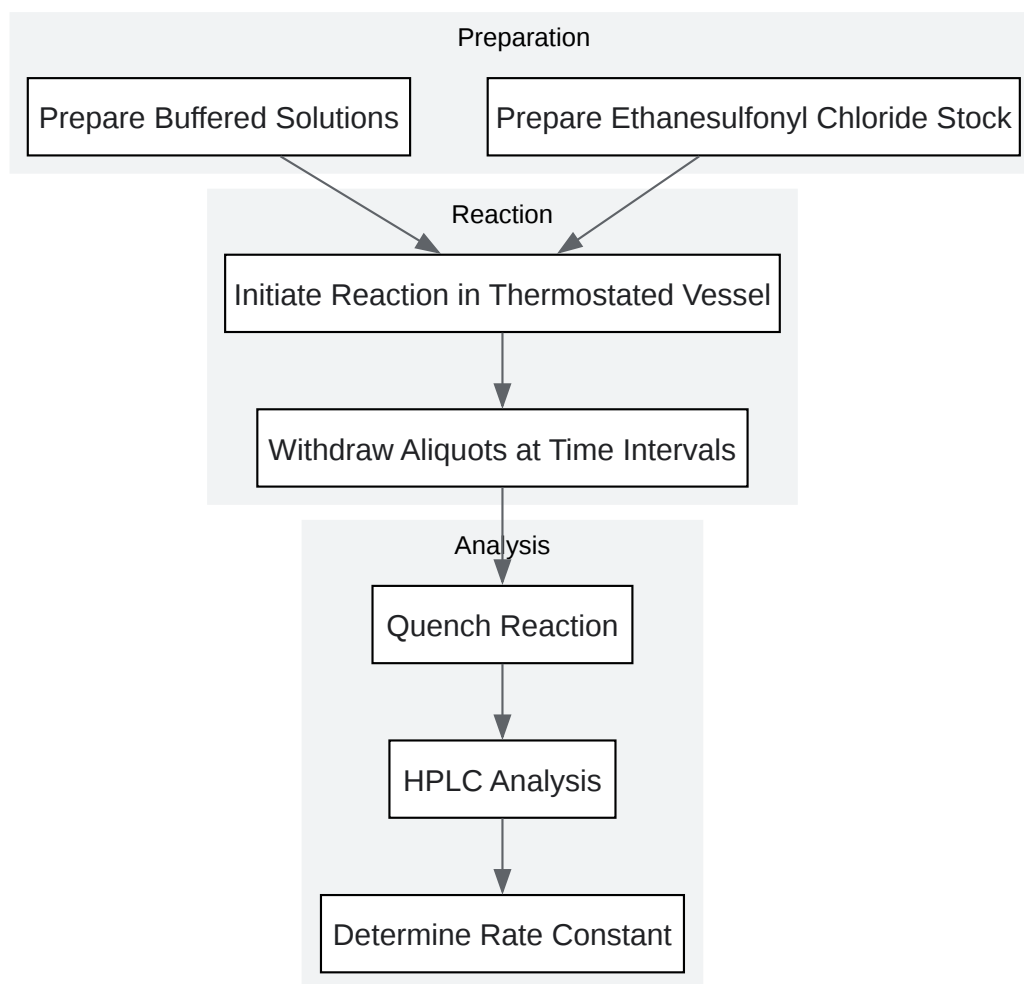 Preparation
Prepare Buffered Solutions
Prepare Ethanesulfonyl Chloride Stock
Reaction
Initiate Reaction in Thermostated Vessel
Withdraw Aliquots at Time Intervals
Analysis
Quench Reaction
HPLC Analysis
Determine Rate Constant